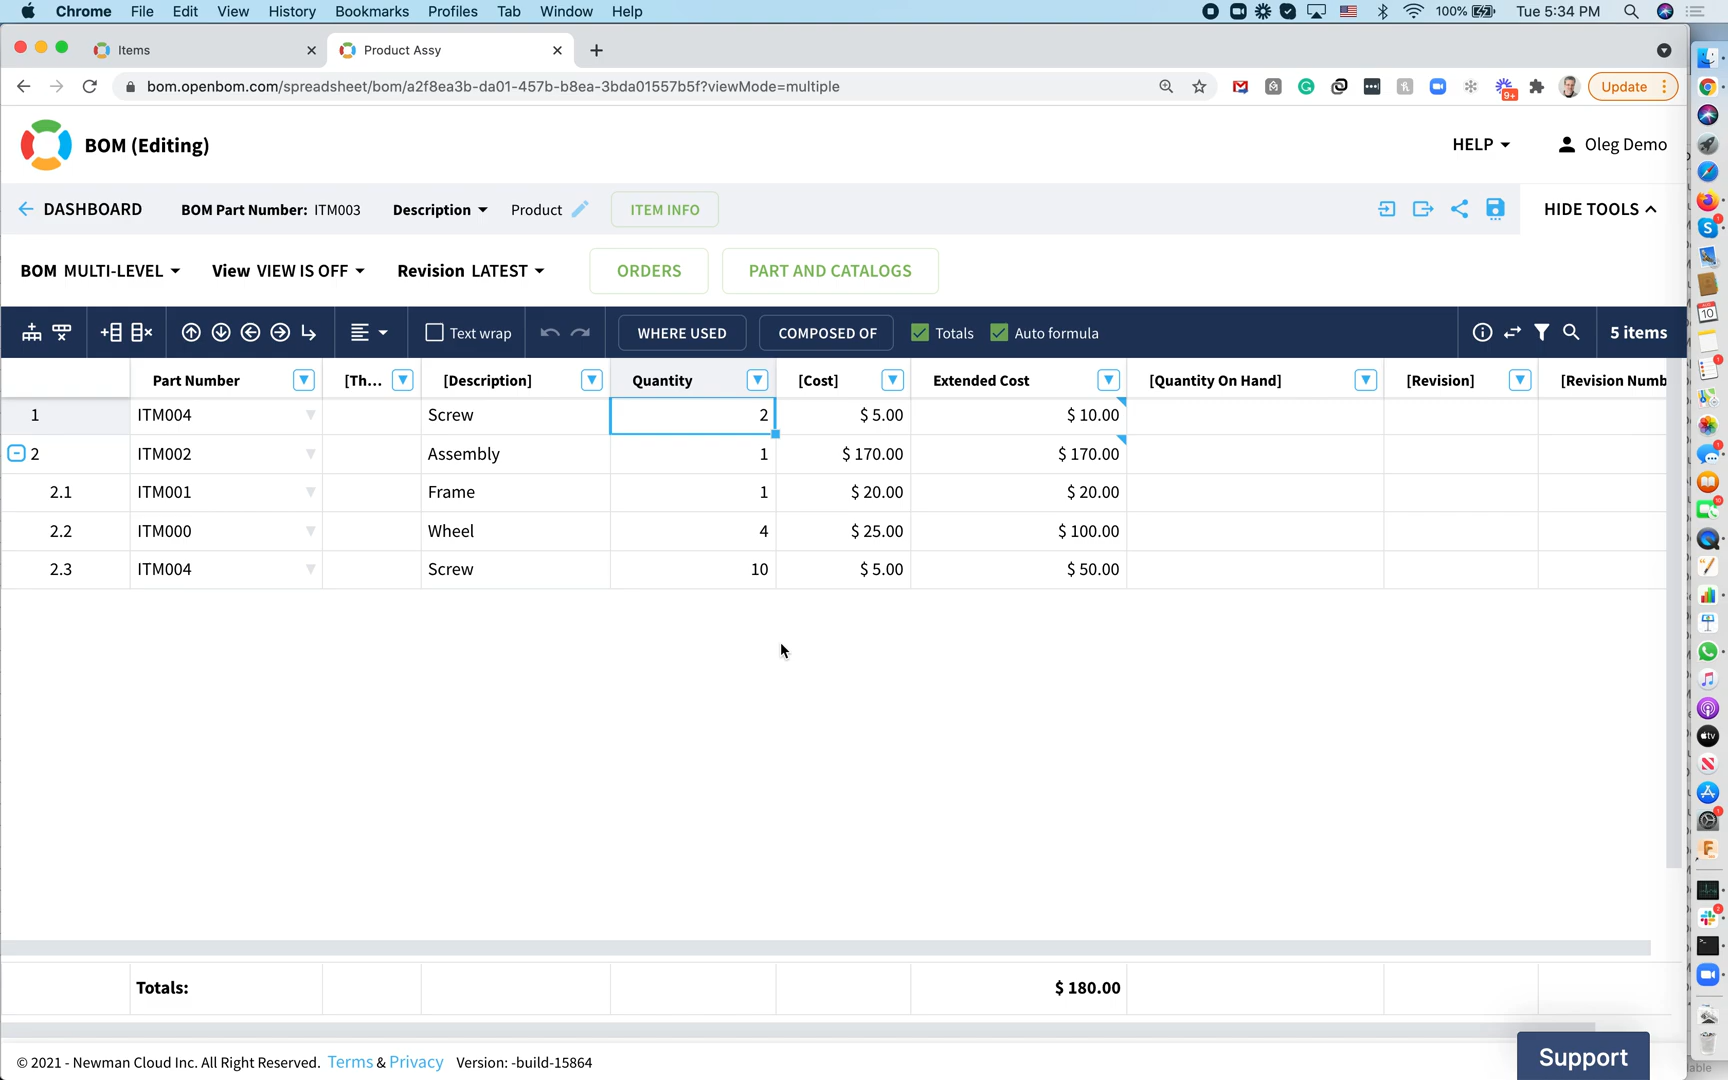 Chrome File Edit View History Bookmarks Profiles Tab Window Help 100% Tue 5:34 PM
Items Product Assy
bom.openbom.com/spreadsheet/bom/a2f8ea3b-da01-457b-b8ea-3bda01557b5f?viewMode=multiple 9+ Update
BOM (Editing) HELP Oleg Demo
DASHBOARD BOM Part Number: ITM003 Description Product ITEM INFO HIDE TOOLS
BOM MULTI-LEVEL View VIEW IS OFF Revision LATEST ORDERS PART AND CATALOGS
Text wrap WHERE USED COMPOSED OF Totals Auto formula 5 items
Part Number [Th... [Description] Quantity [Cost] Extended Cost [Quantity On Hand] [Revision] [Revision Numb
1 ITM004 Screw 2 $ 5.00 $ 10.00
2 ITM002 Assembly 1 $ 170.00 $ 170.00
2.1 ITM001 Frame 1 $ 20.00 $ 20.00
2.2 ITM000 Wheel 4 $ 25.00 $ 100.00
2.3 ITM004 Screw 10 $ 5.00 $ 50.00
Totals: $ 180.00
© 2021 - Newman Cloud Inc. All Right Reserved. Terms & Privacy Version: -build-15864
Support